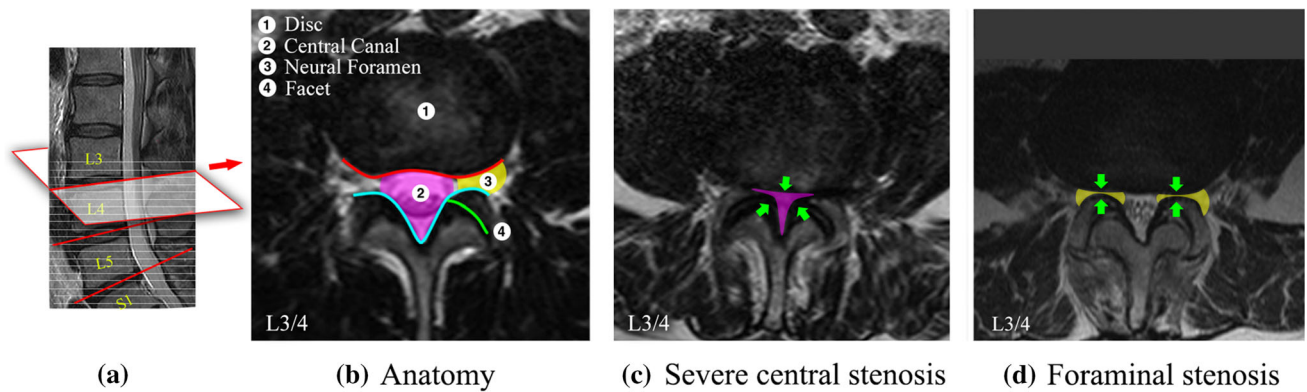 L3
L4
L5
S1
(a)
1 Disc
2 Central Canal
3 Neural Foramen
4 Facet
1
2
3
4
L3/4
(b) Anatomy
L3/4
(c) Severe central stenosis
L3/4
(d) Foraminal stenosis